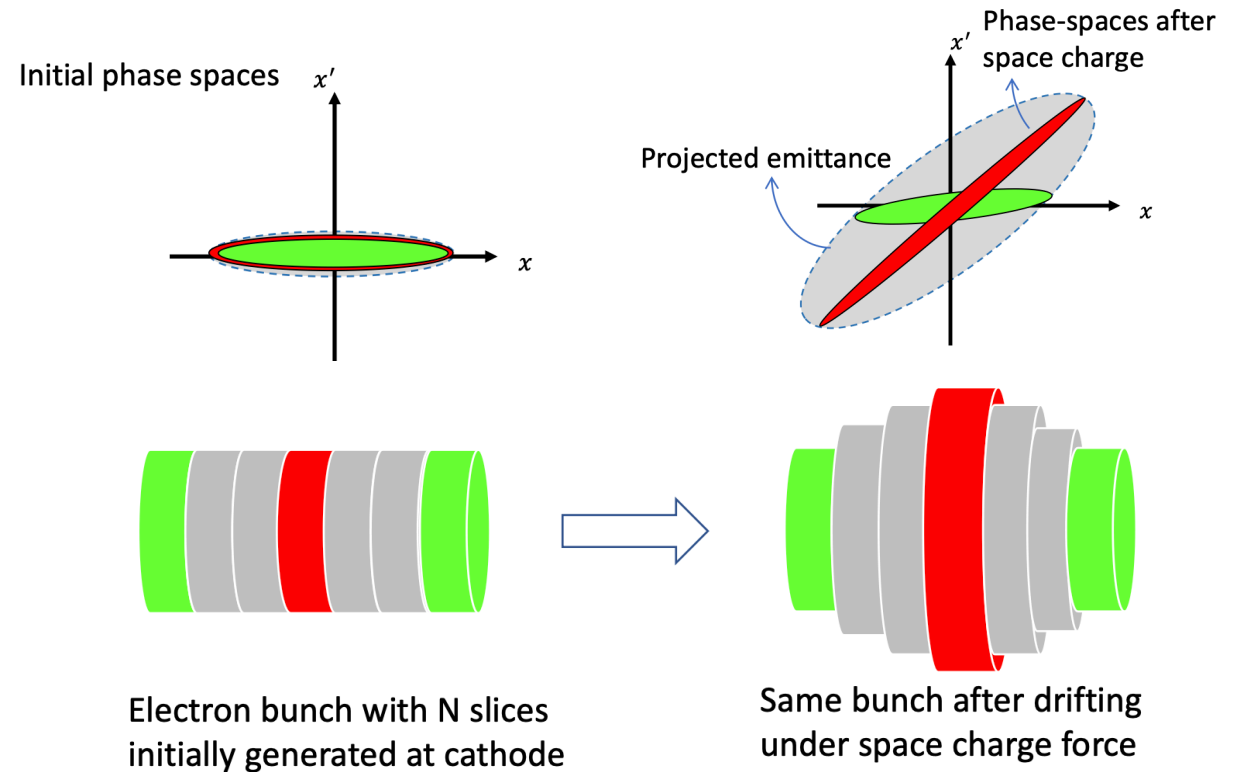 Initial phase spaces
x′
x
Phase-spaces after
space charge
x′
Projected emittance
x
Electron bunch with N slices
initially generated at cathode
Same bunch after drifting
under space charge force